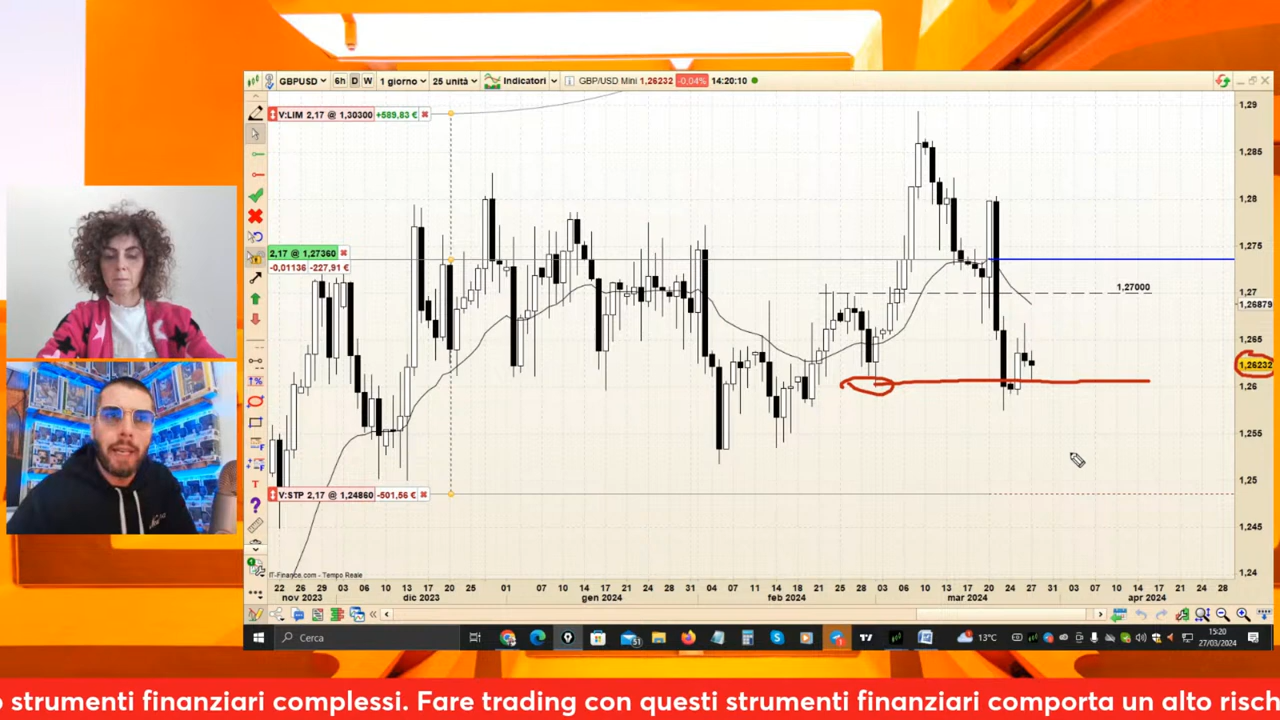 GBPUSD 6h D W 1 giorno 25 unità Indicatori GBP/USD Mini 1,26232 -0,04% 14:20:10
V:LIM 2,17 @ 1,30300 +589,83 €
2,17 @ 1,27360
-0,01136 -227,91 €
V:STP 2,17 @ 1,24860 -501,56 €
1,27000
1,29
1,285
1,28
1,275
1,27
1,26879
1,265
1,26232
1,26
1,255
1,25
1,245
1,24
IT-Finance.com - Tempo Reale
22 26 29 03 06 11 14 17 20 25 01 07 10 14 17 21 24 29 04 07 11 14 18 21 25 28 03 06 10 13 17 20 24 27 03 07 10 14 17 21 24 28
nov 2023 dic 2023 gen 2024 feb 2024 mar 2024 apr 2024
Cerca 51 13°C 15:20
27/03/2024
o strumenti finanziari complessi. Fare trading con questi strumenti finanziari comporta un alto risch